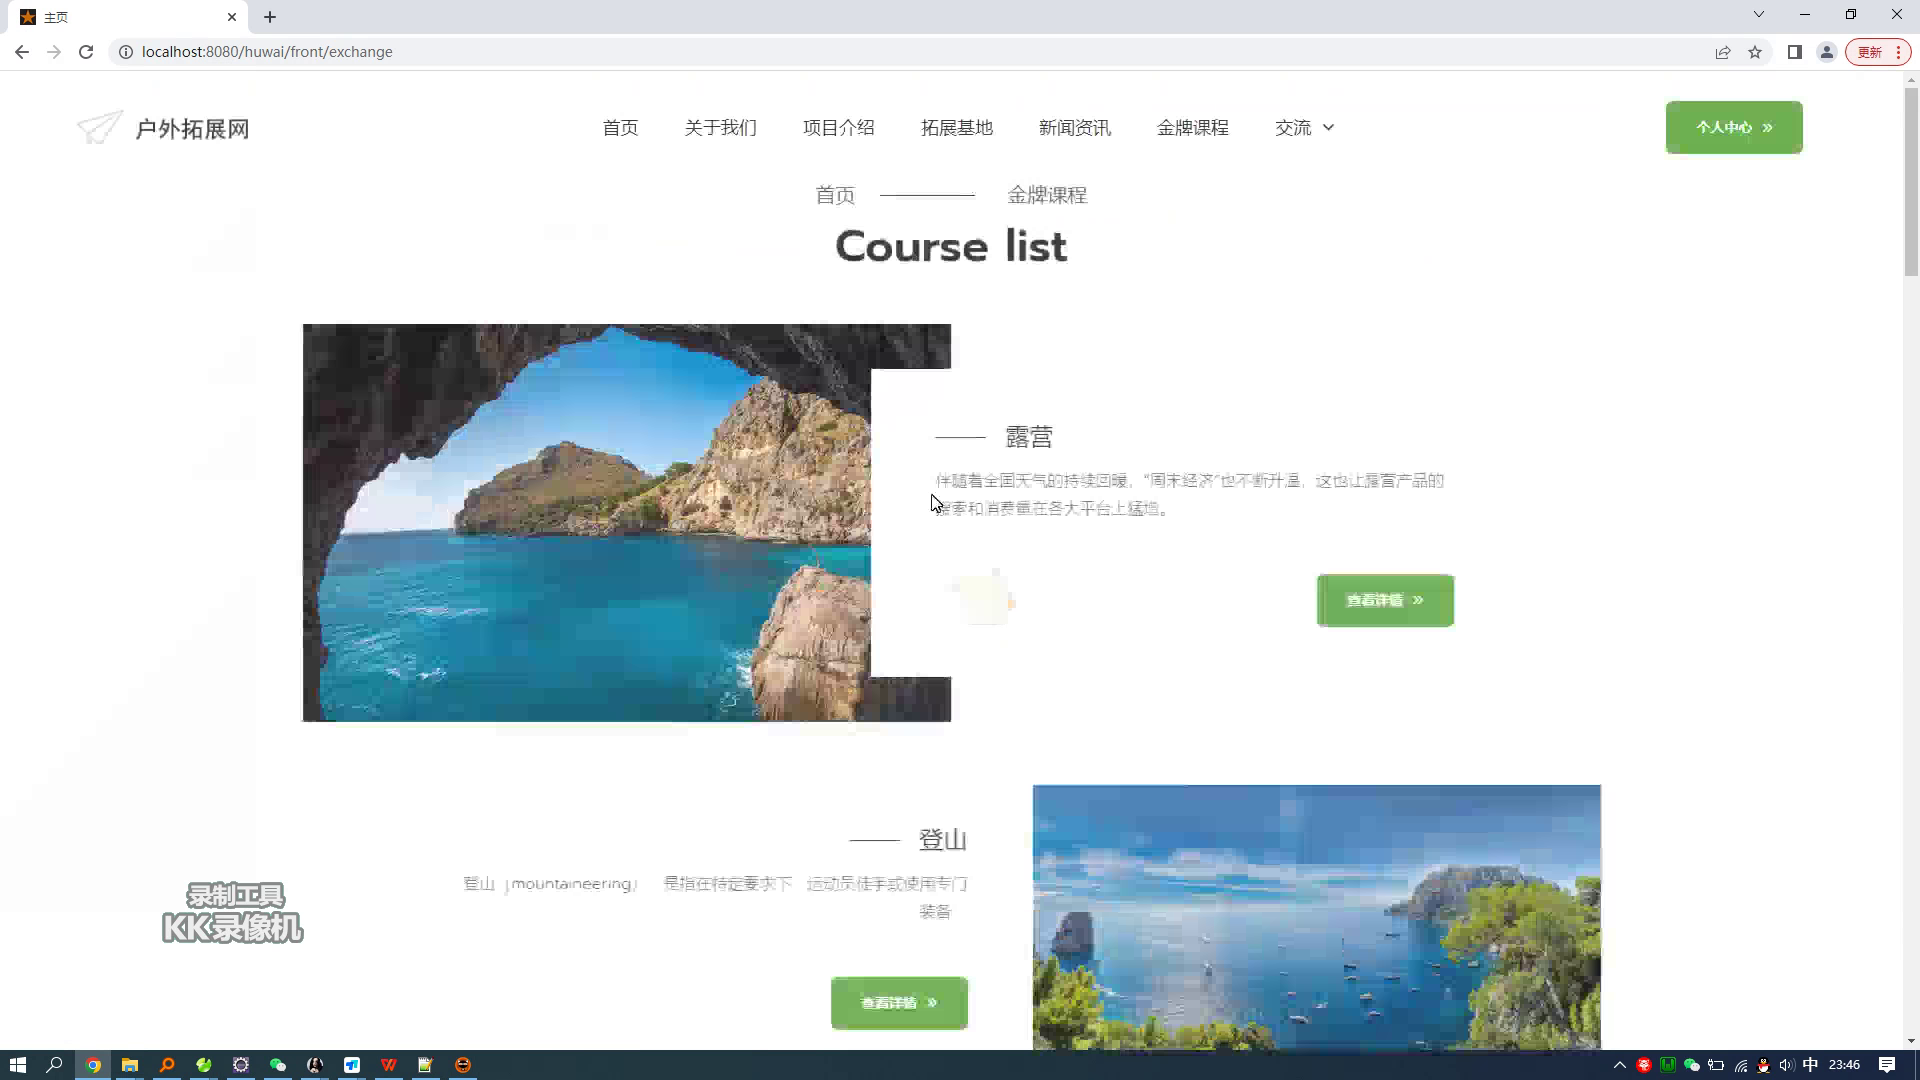 主页
localhost:8080/huwai/front/exchange
更新
户外拓展网
首页 关于我们 项目介绍 拓展基地 新闻资讯 金牌课程 交流
个人中心 »
首页 金牌课程
Course list
露营
伴随着全国天气的持续回暖，“周末经济”也不断升温，这也让露营产品的
搜索和消费量在各大平台上猛增。
查看详情 »
登山
登山（mountaineering） 是指在特定要求下 运动员徒手或使用专门
装备
查看详情 »
录制工具
KK录像机
中 23:46